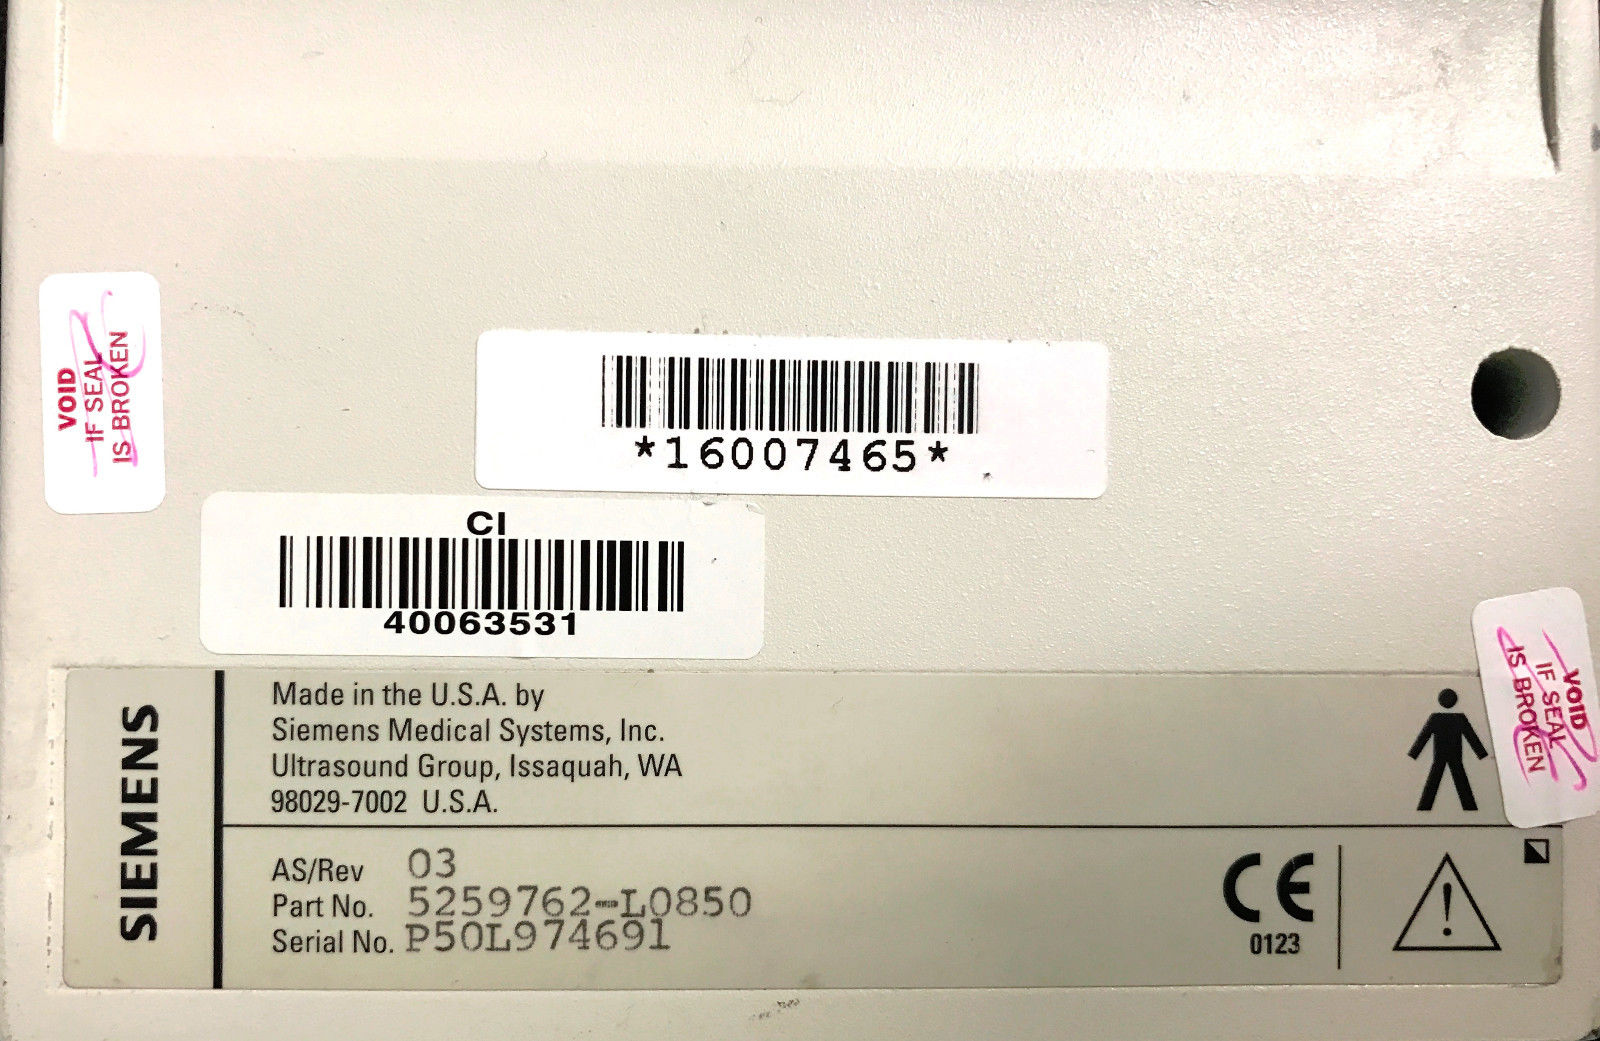 VOID
IF SEAL
IS BROKEN
*16007465*
CI
40063531
SIEMENS
Made in the U.S.A. by
Siemens Medical Systems, Inc.
Ultrasound Group, Issaquah, WA
98029-7002 U.S.A.
VOID
IF SEAL
IS BROKEN
AS/Rev 03
Part No. 5259762-L0850
Serial No. P50L974691
CE
0123
!